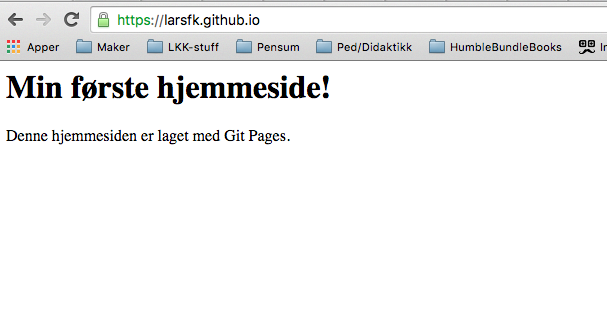 https://larsfk.github.io
Apper Maker LKK-stuff Pensum Ped/Didaktikk HumbleBundleBooks
Min første hjemmeside!
Denne hjemmesiden er laget med Git Pages.